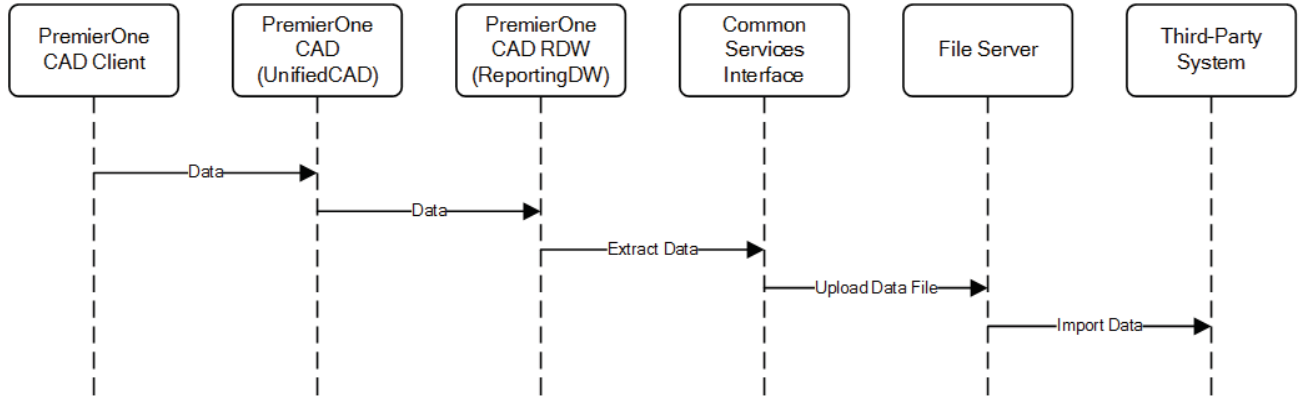 PremierOne
CAD Client
PremierOne
CAD
(UnifiedCAD)
PremierOne
CAD RDW
(ReportingDW)
Common
Services
Interface
File Server
Third-Party
System
Data
Data
Extract Data
Upload Data File
Import Data